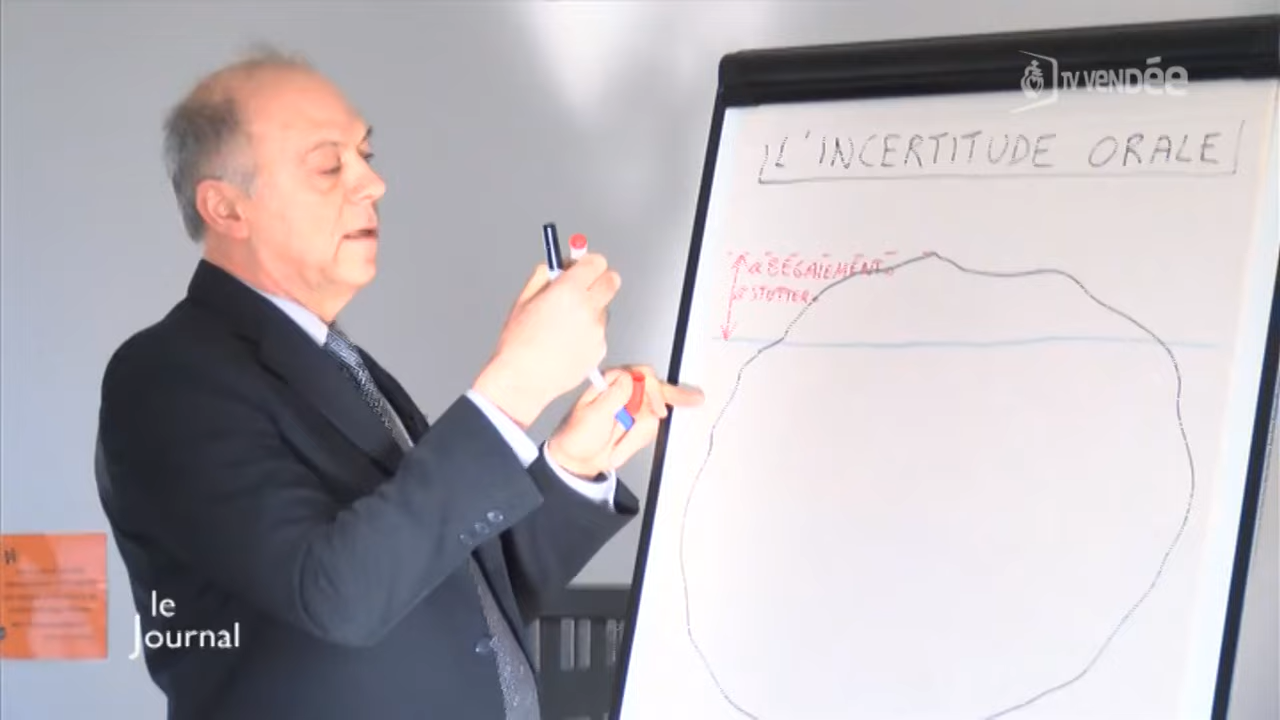 TV VENDÉE
L'INCERTITUDE ORALE
BÉGAIEMENT
STUTTER
le
Journal